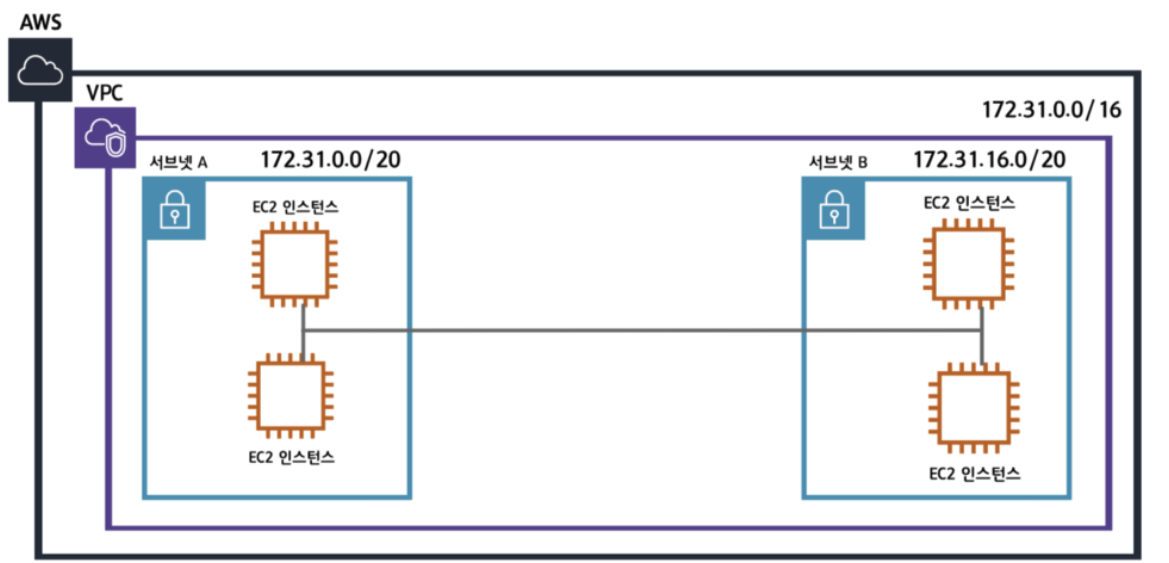 AWS
VPC
172.31.0.0/16
서브넷 A
172.31.0.0/20
서브넷 B
172.31.16.0/20
EC2 인스턴스
EC2 인스턴스
EC2 인스턴스
EC2 인스턴스